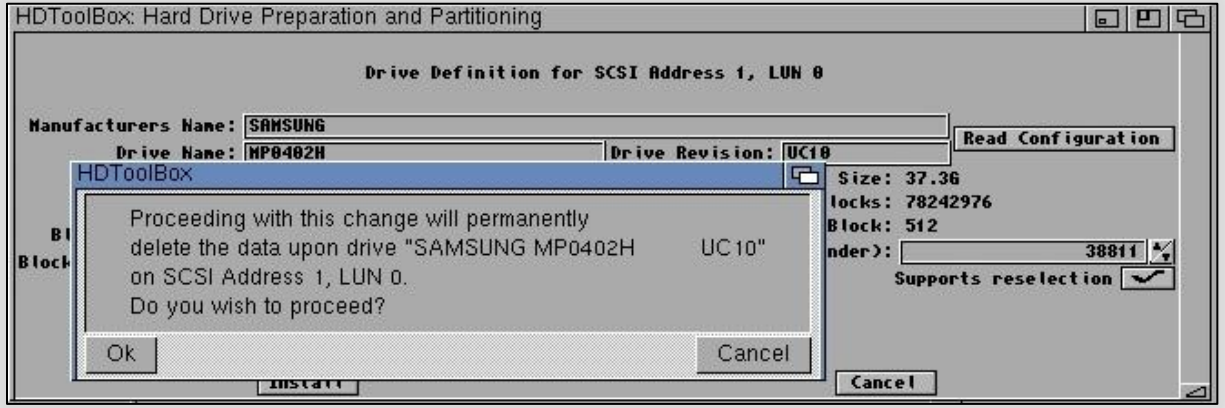 HDToolBox: Hard Drive Preparation and Partitioning
Drive Definition for SCSI Address 1, LUN 0
Manufacturers Name: SAMSUNG
Read Configuration
Drive Name: MP0402H Drive Revision: UC10
HDToolBox
Size: 37.3G
locks: 78242976
Block: 512
nder): 38811
Supports reselection
Bl
Block
Proceeding with this change will permanently
delete the data upon drive "SAMSUNG MP0402H UC10"
on SCSI Address 1, LUN 0.
Do you wish to proceed?
Ok Cancel
Install Cancel